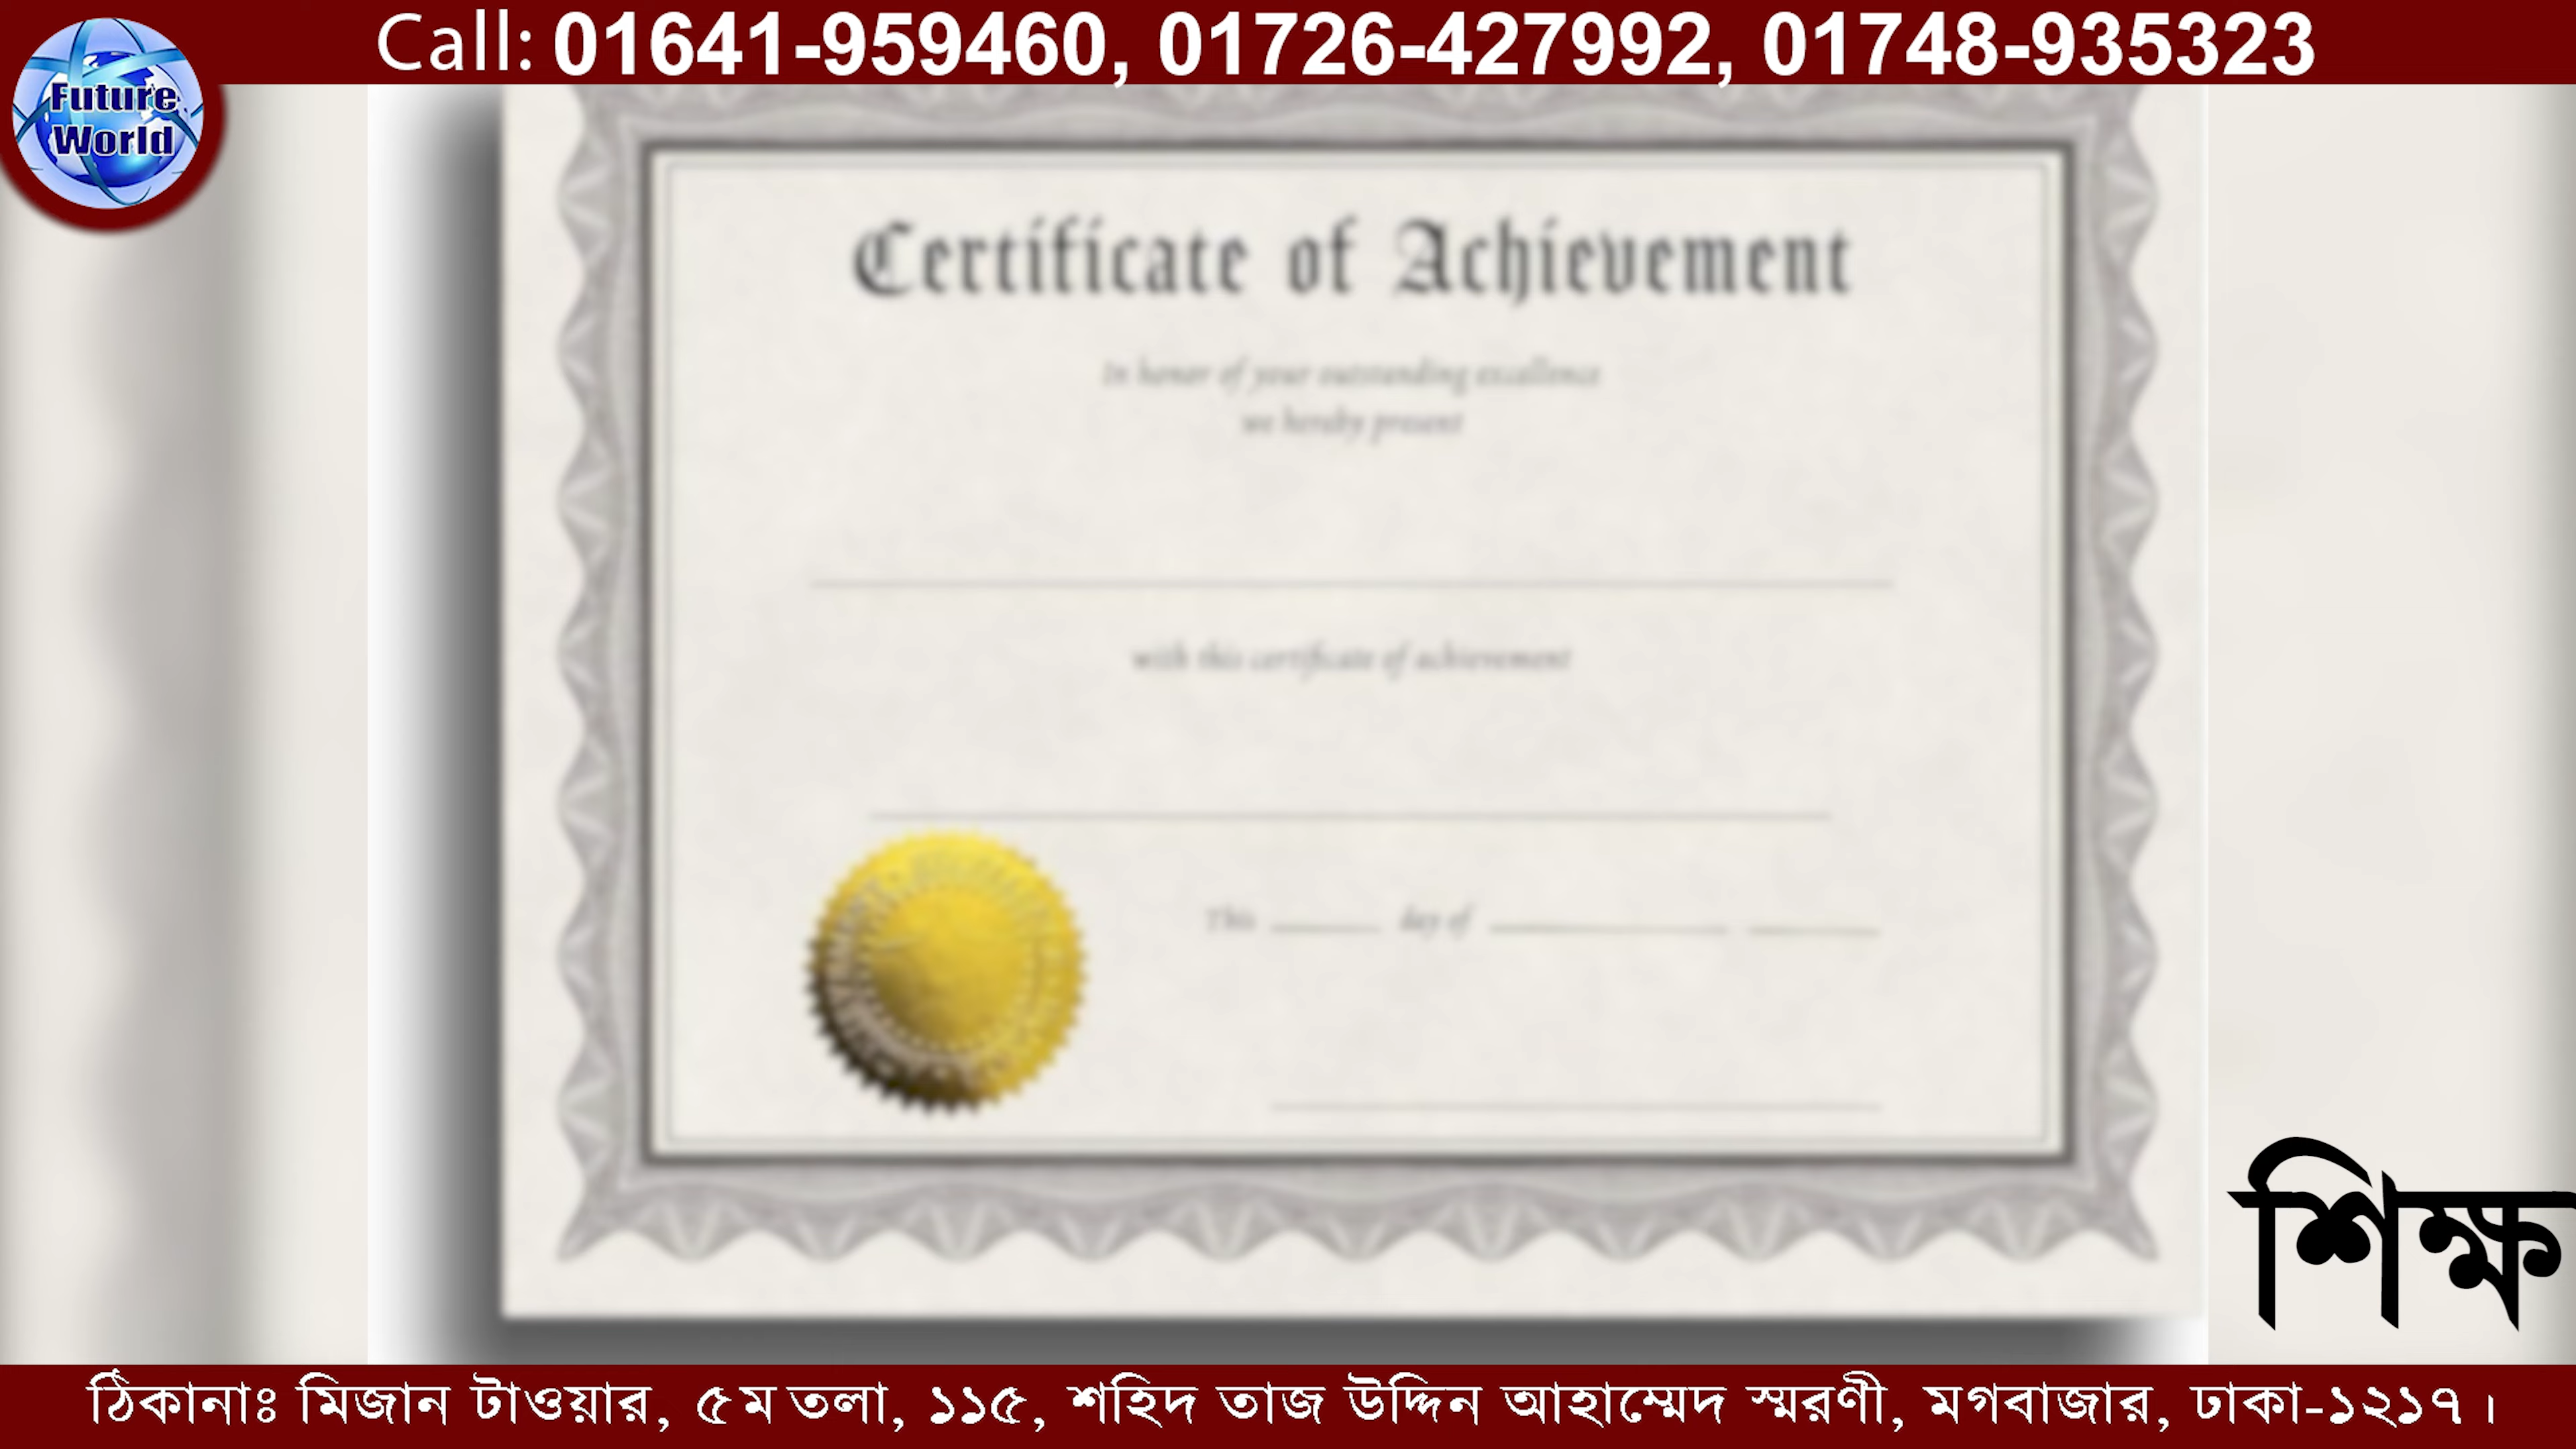 Call: 01641-959460, 01726-427992, 01748-935323
Future
World
Certificate of Achievement
In honor of your outstanding excellence
we hereby present
with this certificate of achievement
This day of
শিক্ষ
ঠিকানাঃ মিজান টাওয়ার, ৫ম তলা, ১১৫, শহিদ তাজ উদ্দিন আহাম্মেদ স্মরণী, মগবাজার, ঢাকা-১২১৭।